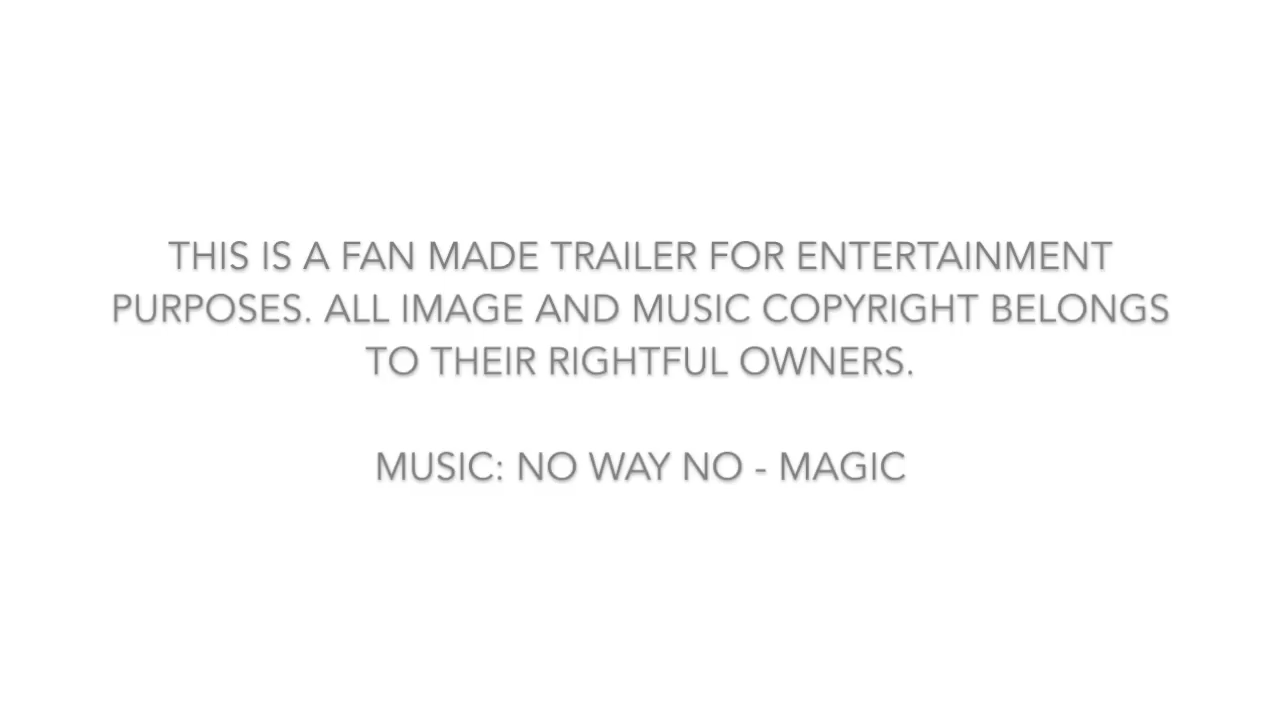 THIS IS A FAN MADE TRAILER FOR ENTERTAINMENT
PURPOSES. ALL IMAGE AND MUSIC COPYRIGHT BELONGS
TO THEIR RIGHTFUL OWNERS.
MUSIC: NO WAY NO - MAGIC